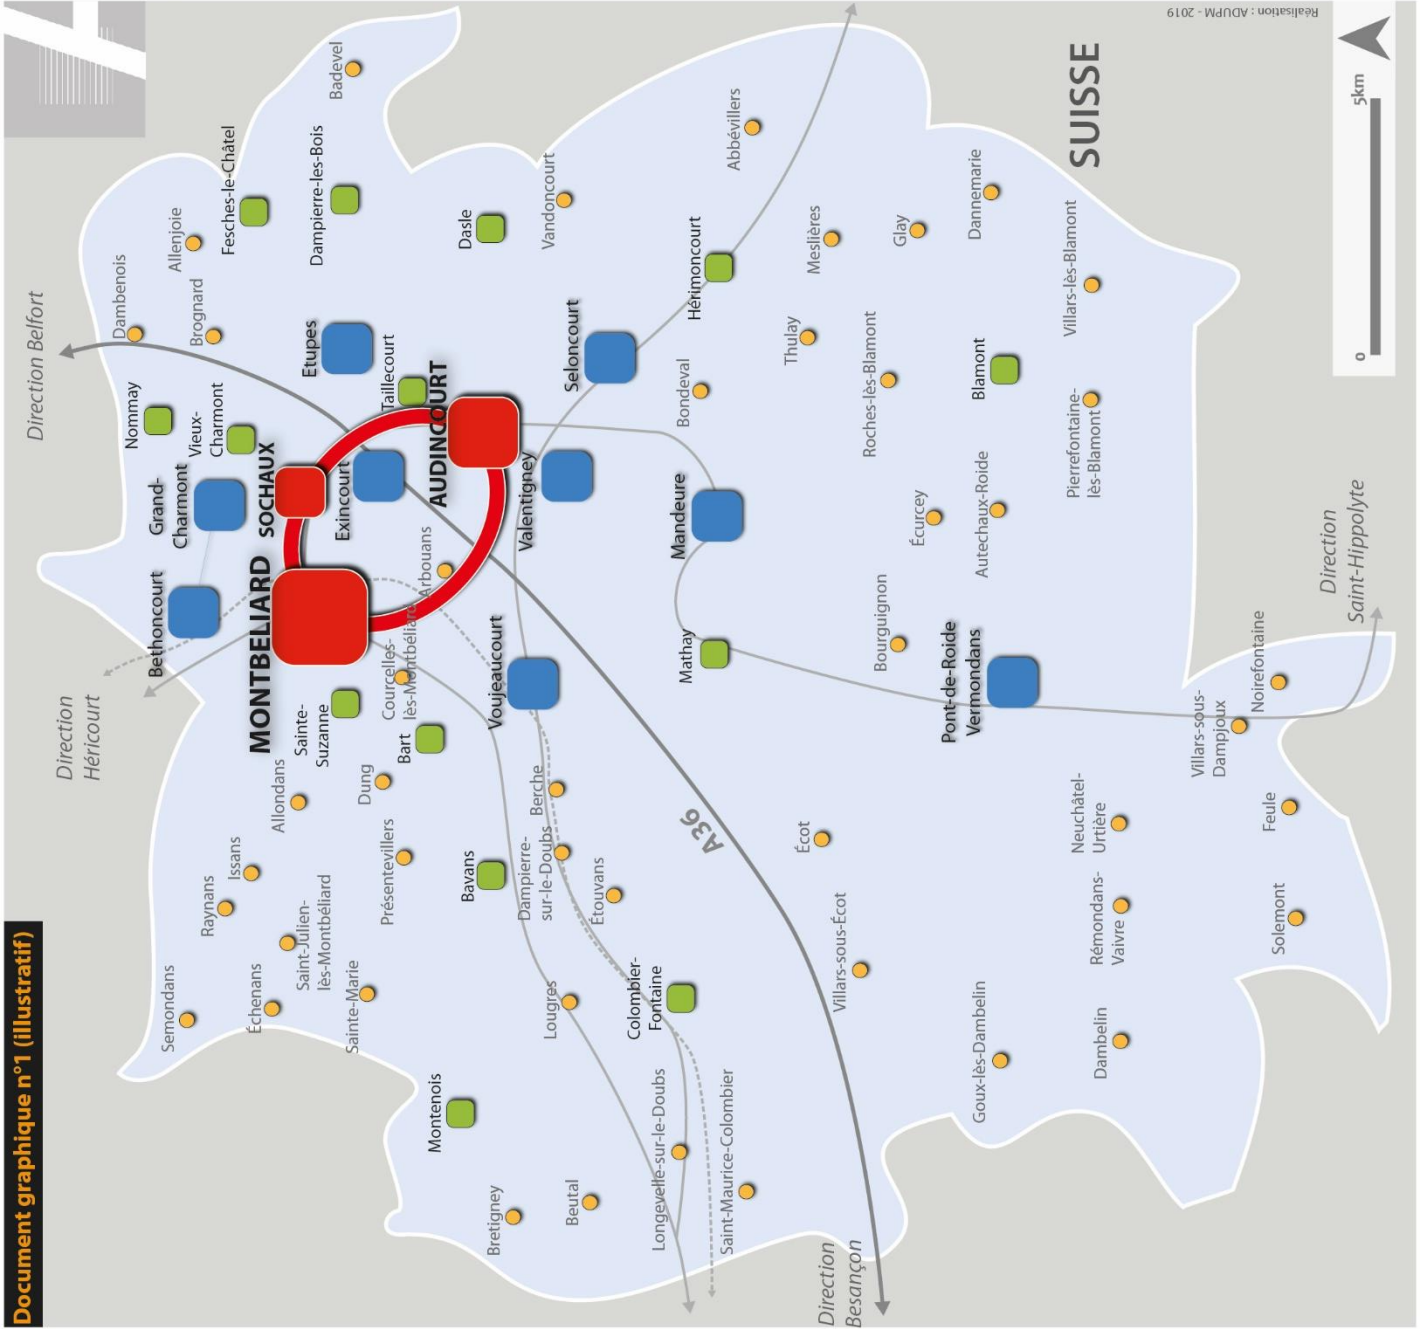 Document graphique n°1 (illustratif)
Direction
Héricourt
Direction Belfort
Semondans
Raynans
Issans
Échenans
Saint-Julien-
lès-Montbéliard
Allondans
Sainte-Marie
Présentevillers
Dung
Sainte-
Suzanne
Bethoncourt
Grand-
Charmont
Nommay
Vieux-
Charmont
Dambenois
Brognard
Allenjoie
Fesches-le-Châtel
Dampierre-les-Bois
Badevel
MONTBELIARD
SOCHAUX
Exincourt
Etupes
Taillecourt
AUDINCOURT
Arbouans
Courcelles-
lès-Montbéliard
Bart
Montenois
Bavans
Voujeaucourt
Valentigney
Dasle
Vandoncourt
Seloncourt
Bretigney
Beutal
Lougres
Dampierre-
sur-le-Doubs
Berche
Étouvans
Colombier-
Fontaine
Longevelle-sur-le-Doubs
Saint-Maurice-Colombier
A36
Mathay
Mandeure
Bondeval
Hérimoncourt
Abbévillers
Thulay
Meslières
Glay
Dannemarie
Roches-lès-Blamont
Écot
Villars-sous-Écot
Bourguignon
Écurcey
Autechaux-Roide
Blamont
Pierrefontaine-
lès-Blamont
Villars-lès-Blamont
SUISSE
Pont-de-Roide
Vermondans
Goux-lès-Dambelin
Dambelin
Rémondans-
Vaivre
Neuchâtel-
Urtière
Villars-sous-
Dampjoux
Noirefontaine
Feule
Solemont
Direction
Besançon
Direction
Saint-Hippolyte
0
5km
Réalisation : ADUPM - 2019